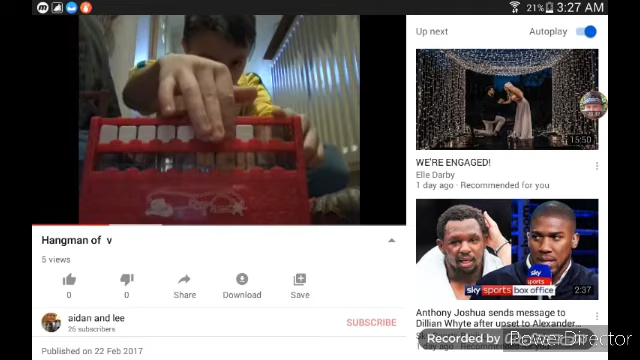 21% 3:27 AM
Up next Autoplay
15:50
WE'RE ENGAGED!
Elle Darby
1 day ago · Recommended for you
Hangman of v
5 views
0 0 Share Download Save
sky sports box office
sky
2:37
aidan and lee
26 subscribers
SUBSCRIBE
Anthony Joshua sends message to
Dillian Whyte after upset to Alexander...
1 day ago
Recorded by
PowerDirector
Published on 22 Feb 2017